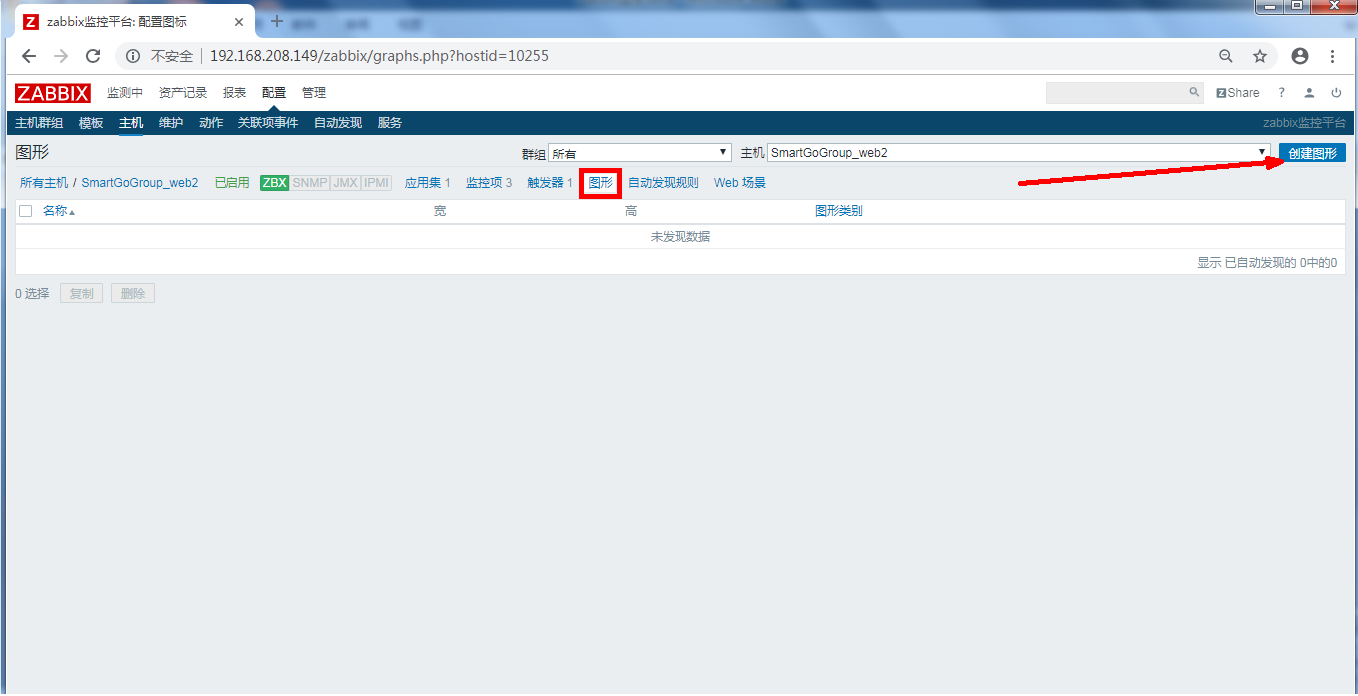 zabbix监控平台: 配置图标
不安全 192.168.208.149/zabbix/graphs.php?hostid=10255
ZABBIX 监测中 资产记录 报表 配置 管理 Share ?
主机群组 模板 主机 维护 动作 关联项事件 自动发现 服务 zabbix监控平台
图形 群组 所有 主机 SmartGoGroup_web2 创建图形
所有主机 / SmartGoGroup_web2 已启用 ZBX SNMP JMX IPMI 应用集 1 监控项 3 触发器 1 图形 自动发现规则 Web 场景
名称 宽 高 图形类别
未发现数据
显示 已自动发现的 0中的0
0 选择 复制 删除